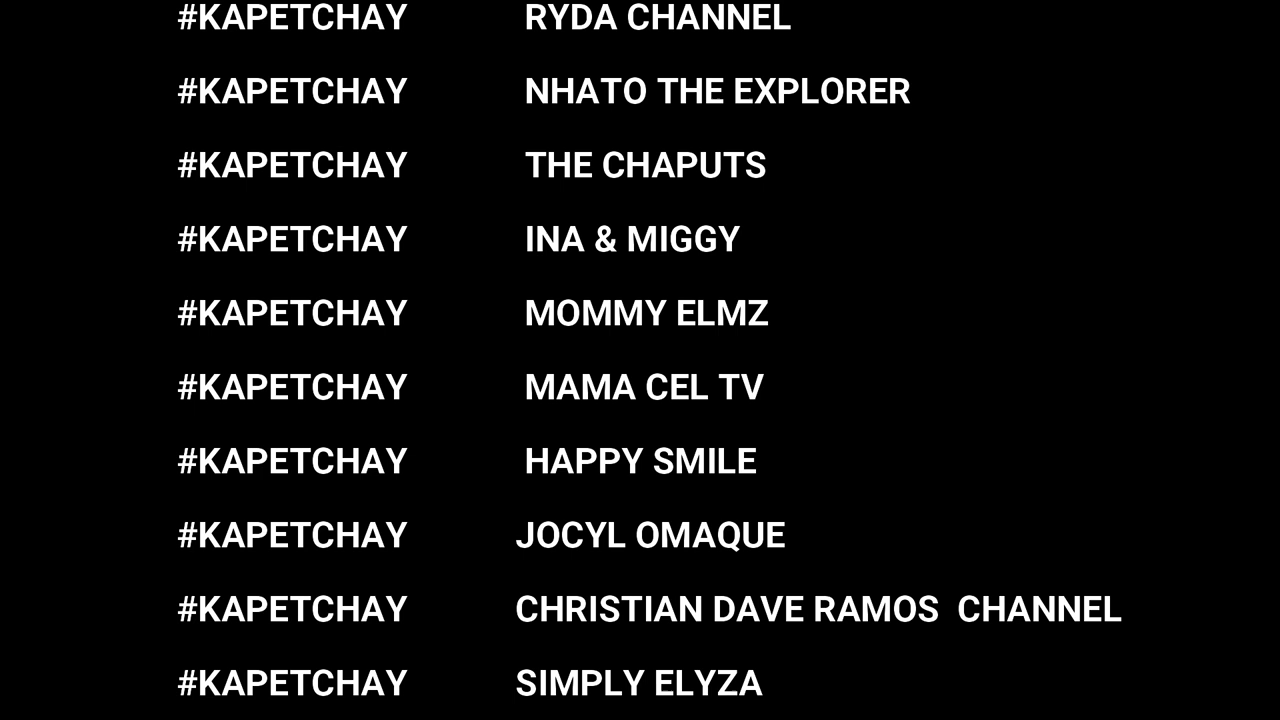 #KAPETCHAY RYDA CHANNEL
#KAPETCHAY NHATO THE EXPLORER
#KAPETCHAY THE CHAPUTS
#KAPETCHAY INA & MIGGY
#KAPETCHAY MOMMY ELMZ
#KAPETCHAY MAMA CEL TV
#KAPETCHAY HAPPY SMILE
#KAPETCHAY JOCYL OMAQUE
#KAPETCHAY CHRISTIAN DAVE RAMOS CHANNEL
#KAPETCHAY SIMPLY ELYZA